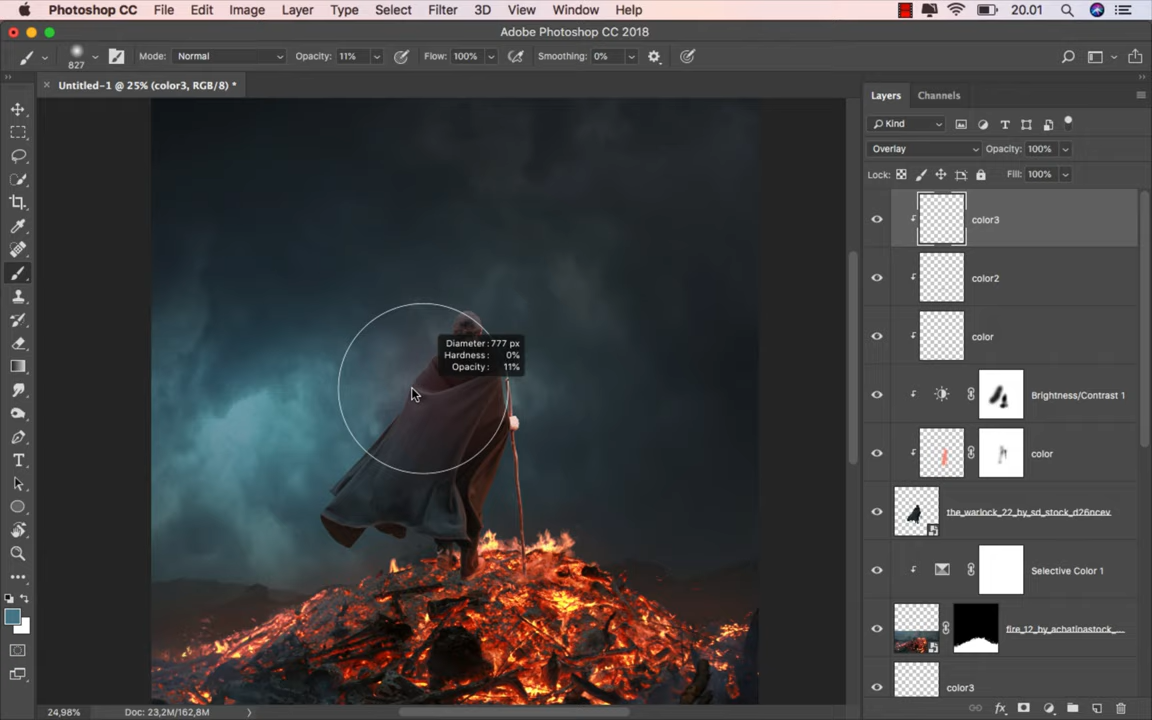 Photoshop CC File Edit Image Layer Type Select Filter 3D View Window Help 20.01
Adobe Photoshop CC 2018
827 Mode: Normal Opacity: 11% Flow: 100% Smoothing: 0%
Untitled-1 @ 25% (color3, RGB/8) *
Layers Channels
Kind
Overlay Opacity: 100%
Lock: Fill: 100%
color3
color2
color
Brightness/Contrast 1
color
the_warlock_22_by_sd_stock_d26ncev
Selective Color 1
fire_12_by_achatinastock_...
color3
Diameter: 777 px
Hardness: 0%
Opacity: 11%
24,98% Doc: 23,2M/162,8M